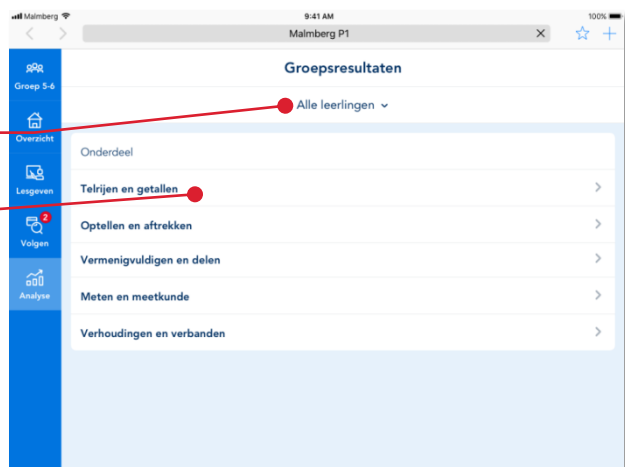 Malmberg
9:41 AM
100%
Malmberg P1
Groep 5-6
Overzicht
Lesgeven
2
Volgen
Analyse
Groepsresultaten
Alle leerlingen
Onderdeel
Telrijen en getallen
Optellen en aftrekken
Vermenigvuldigen en delen
Meten en meetkunde
Verhoudingen en verbanden